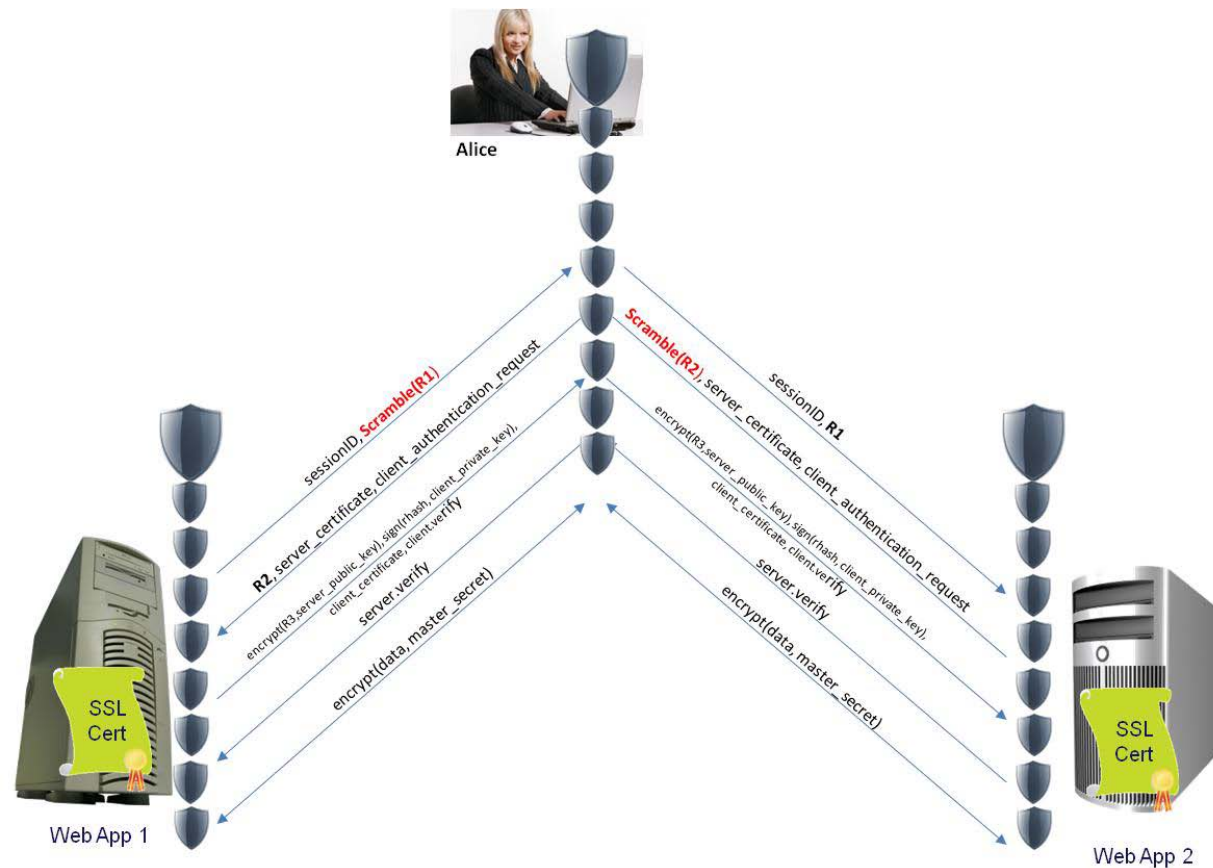 Alice
sessionID, Scramble(R1)
R2, server_certificate, client_authentication_request
encrypt(R3,server_public_key), sign(rhash, client_private_key),
client_certificate, client.verify
server.verify
encrypt(data, master_secret)
sessionID, R1
Scramble(R2), server_certificate, client_authentication_request
encrypt(R3,server_public_key), sign(rhash, client_private_key),
client_certificate, client.verify
server.verify
encrypt(data, master_secret)
SSL
Cert
Web App 1
SSL
Cert
Web App 2